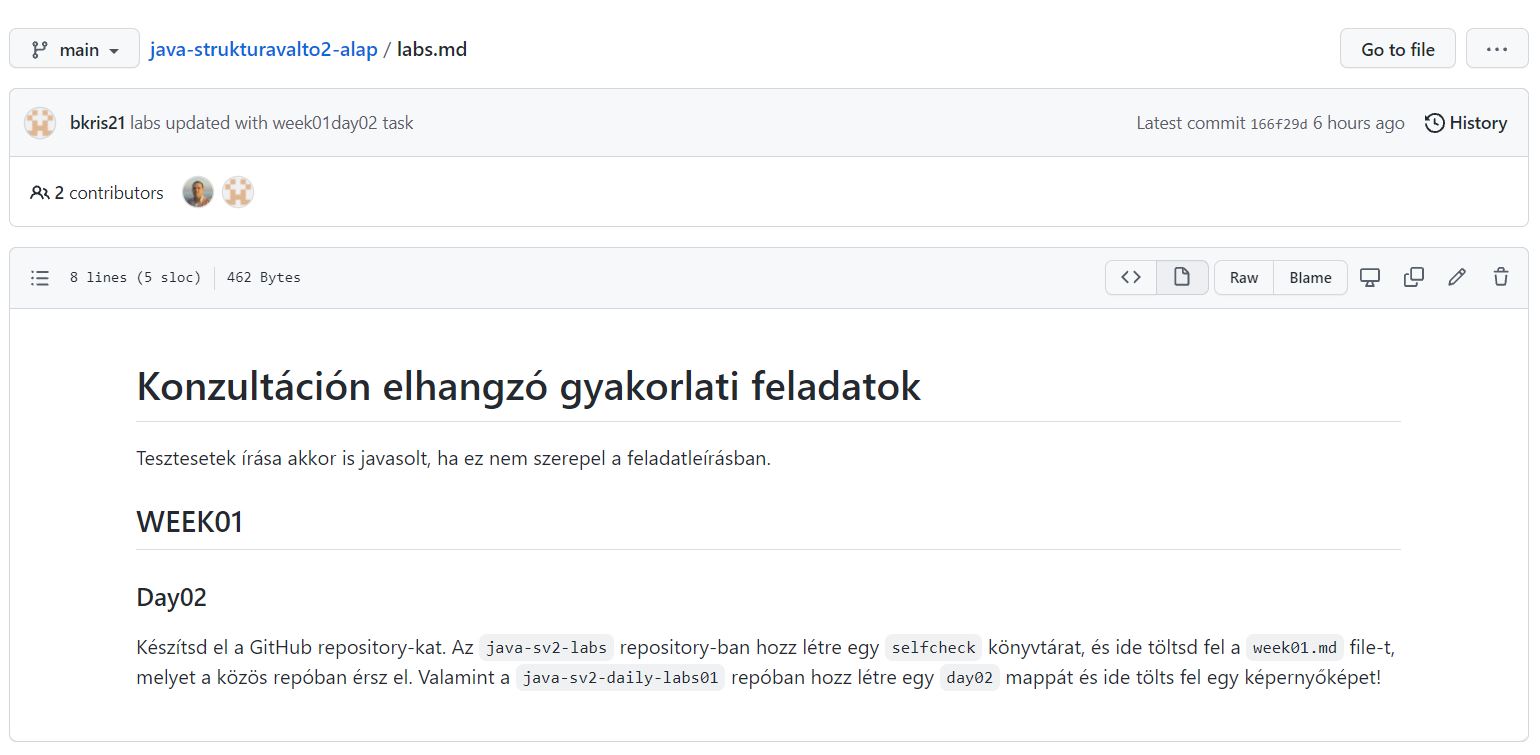 main java-strukturavalto2-alap / labs.md Go to file ...
bkris21 labs updated with week01day02 task Latest commit 166f29d 6 hours ago History
2 contributors
8 lines (5 sloc) 462 Bytes <> Raw Blame
Konzultáción elhangzó gyakorlati feladatok
Tesztesetek írása akkor is javasolt, ha ez nem szerepel a feladatleírásban.
WEEK01
Day02
Készítsd el a GitHub repository-kat. Az java-sv2-labs repository-ban hozz létre egy selfcheck könyvtárat, és ide töltsd fel a week01.md file-t,
melyet a közös repóban érsz el. Valamint a java-sv2-daily-labs01 repóban hozz létre egy day02 mappát és ide tölts fel egy képernyőképet!